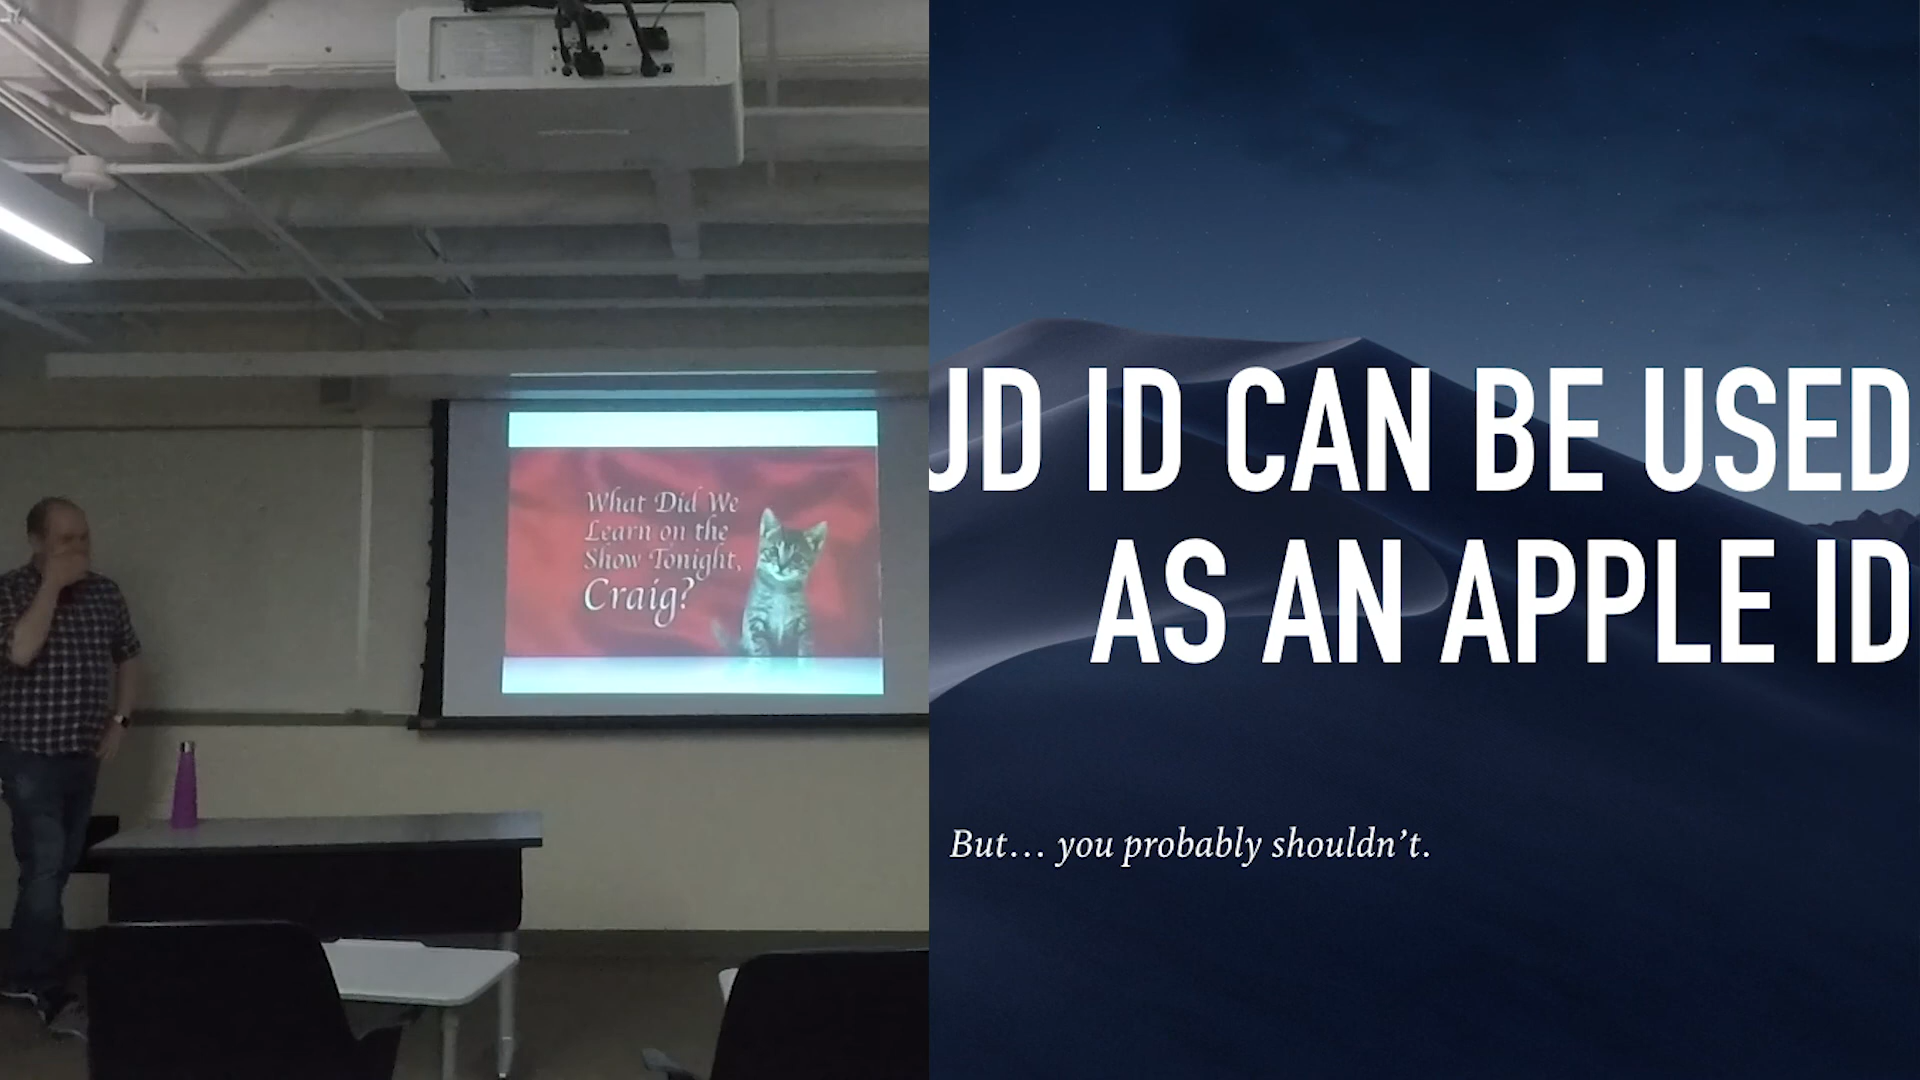 What Did We
Learn on the
Show Tonight,
Craig?
UD ID CAN BE USED
AS AN APPLE ID
But... you probably shouldn't.